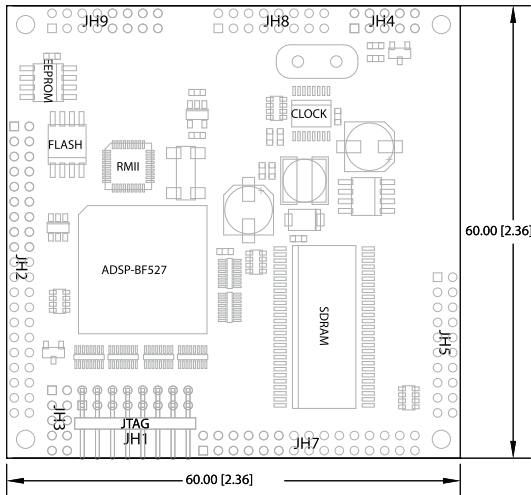 JH9
JH8
JH4
EEPROM
CLOCK
FLASH
RMII
60.00 [2.36]
JH2
ADSP-BF527
SDRAM
JH5
JH3
JTAG
JH1
JH7
60.00 [2.36]